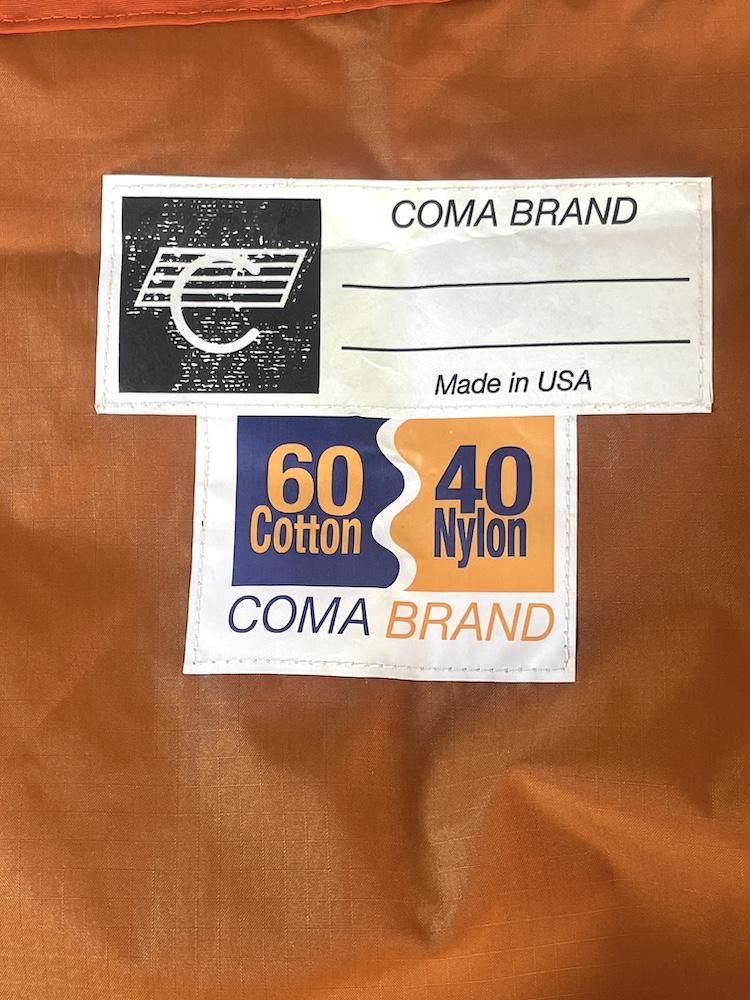 COMA BRAND
Made in USA
60
Cotton
40
Nylon
COMA BRAND